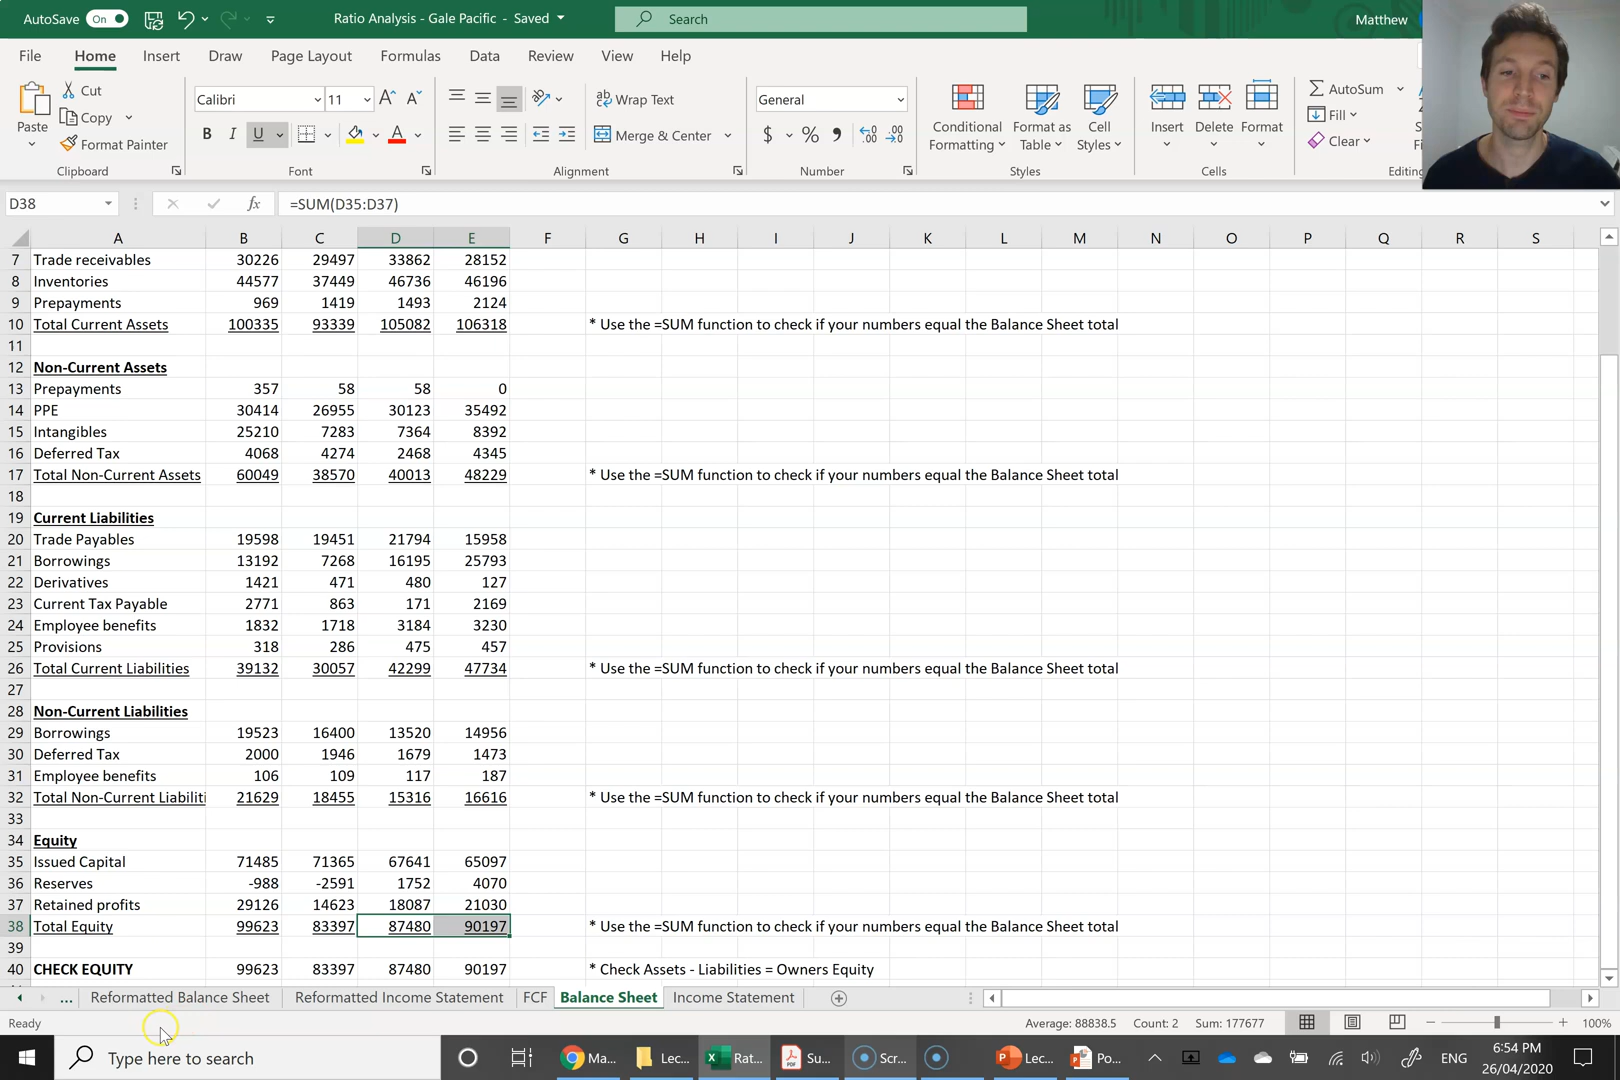 AutoSave On Ratio Analysis - Gale Pacific - Saved Search Matthew
File Home Insert Draw Page Layout Formulas Data Review View Help
Paste Cut Copy Format Painter Clipboard
Calibri 11 B I U Font
Wrap Text Merge & Center Alignment
General $ % Number
Conditional Formatting Format as Table Cell Styles Styles
Insert Delete Format Cells
AutoSum Fill Clear Editing
D38 fx =SUM(D35:D37)
A B C D E F G H I J K L M N O P Q R S
7 Trade receivables 30226 29497 33862 28152
8 Inventories 44577 37449 46736 46196
9 Prepayments 969 1419 1493 2124
10 Total Current Assets 100335 93339 105082 106318 * Use the =SUM function to check if your numbers equal the Balance Sheet total
11
12 Non-Current Assets
13 Prepayments 357 58 58 0
14 PPE 30414 26955 30123 35492
15 Intangibles 25210 7283 7364 8392
16 Deferred Tax 4068 4274 2468 4345
17 Total Non-Current Assets 60049 38570 40013 48229 * Use the =SUM function to check if your numbers equal the Balance Sheet total
18
19 Current Liabilities
20 Trade Payables 19598 19451 21794 15958
21 Borrowings 13192 7268 16195 25793
22 Derivatives 1421 471 480 127
23 Current Tax Payable 2771 863 171 2169
24 Employee benefits 1832 1718 3184 3230
25 Provisions 318 286 475 457
26 Total Current Liabilities 39132 30057 42299 47734 * Use the =SUM function to check if your numbers equal the Balance Sheet total
27
28 Non-Current Liabilities
29 Borrowings 19523 16400 13520 14956
30 Deferred Tax 2000 1946 1679 1473
31 Employee benefits 106 109 117 187
32 Total Non-Current Liabiliti 21629 18455 15316 16616 * Use the =SUM function to check if your numbers equal the Balance Sheet total
33
34 Equity
35 Issued Capital 71485 71365 67641 65097
36 Reserves -988 -2591 1752 4070
37 Retained profits 29126 14623 18087 21030
38 Total Equity 99623 83397 87480 90197 * Use the =SUM function to check if your numbers equal the Balance Sheet total
39
40 CHECK EQUITY 99623 83397 87480 90197 * Check Assets - Liabilities = Owners Equity
... Reformatted Balance Sheet Reformatted Income Statement FCF Balance Sheet Income Statement
Ready Average: 88838.5 Count: 2 Sum: 177677 100%
Type here to search Ma... Lec... Rat... Su... Scr... Lec... Po... ENG 6:54 PM
26/04/2020